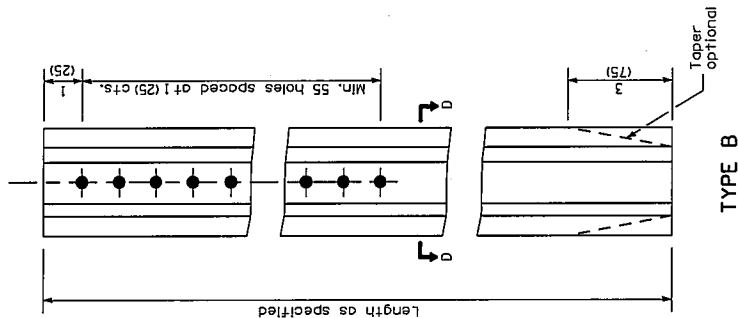 1
(25)
Min. 55 holes spaced at 1 (25) cts.
D
D
3
(75)
Taper
optional
Length as specified
TYPE B